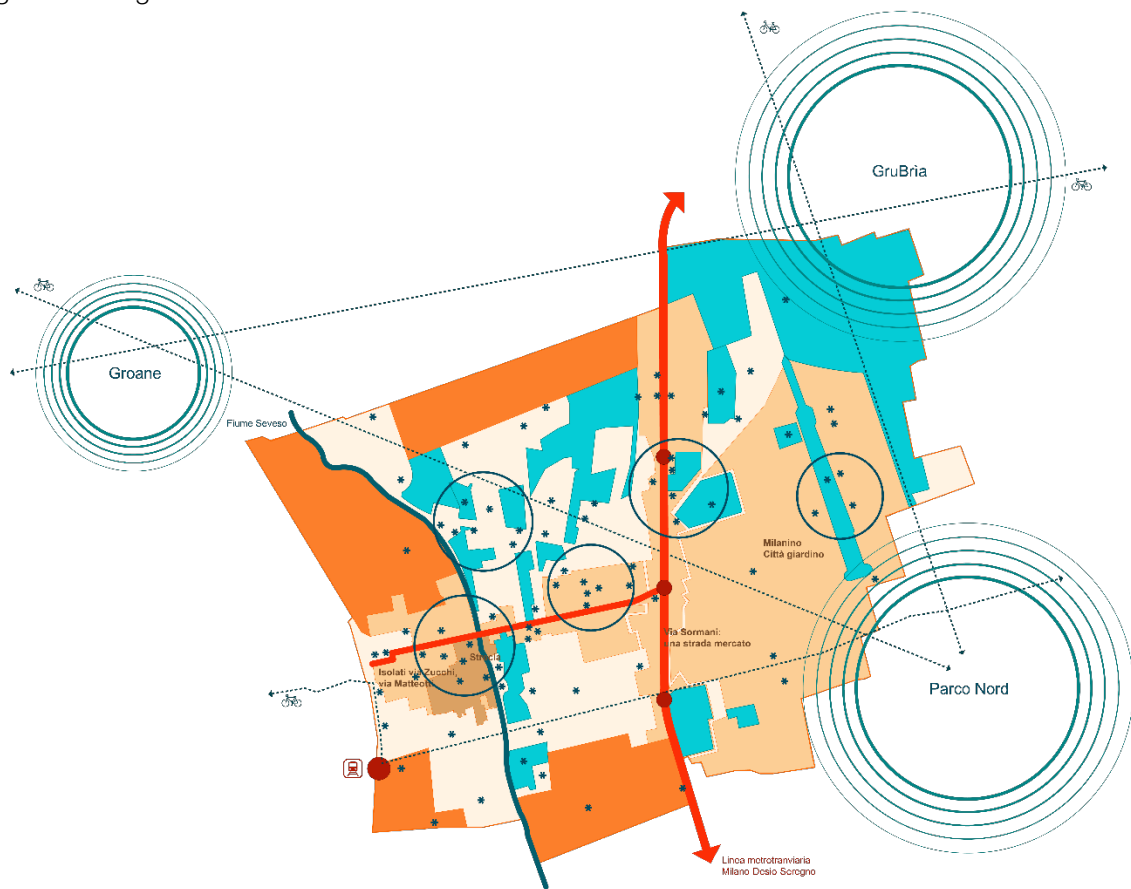 GruBrìa
Groane
Fiume Seveso
Milanino
Città giardino
Via Sormani:
una strada mercato
Isolati via Zucchi,
via Matteotti
Parco Nord
Linea metrotranviaria
Milano Desio Seregno